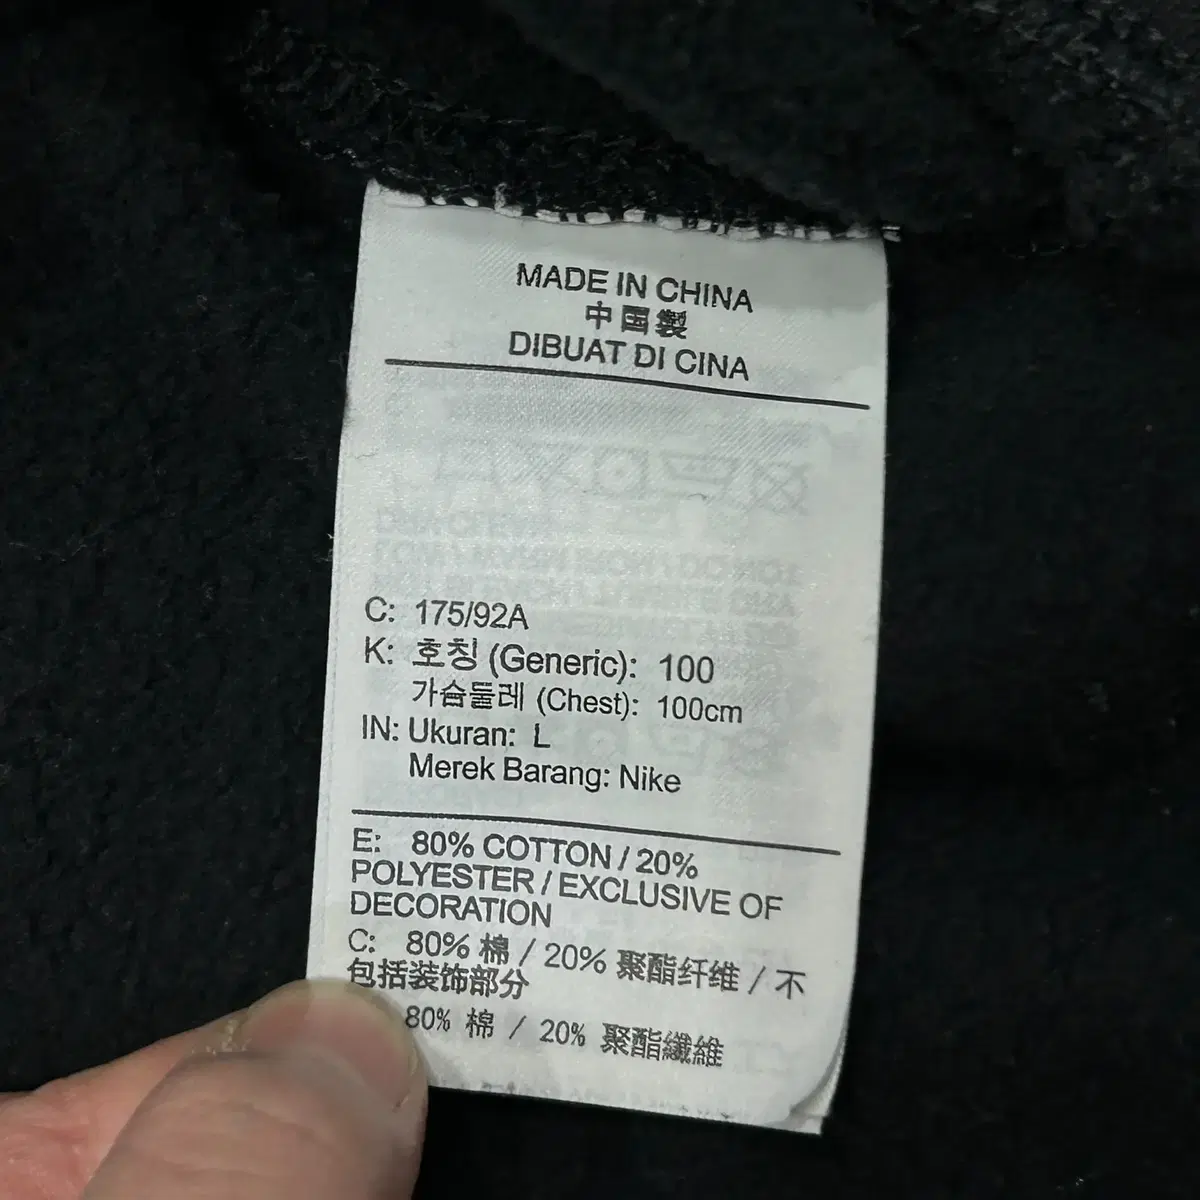 MADE IN CHINA
中国製
DIBUAT DI CINA
C: 175/92A
K: 호칭 (Generic): 100
가슴둘레 (Chest): 100cm
IN: Ukuran: L
Merek Barang: Nike
E: 80% COTTON / 20%
POLYESTER / EXCLUSIVE OF
DECORATION
C: 80% 棉 / 20% 聚酯纤维 / 不
包括装饰部分
80% 棉 / 20% 聚酯纖維